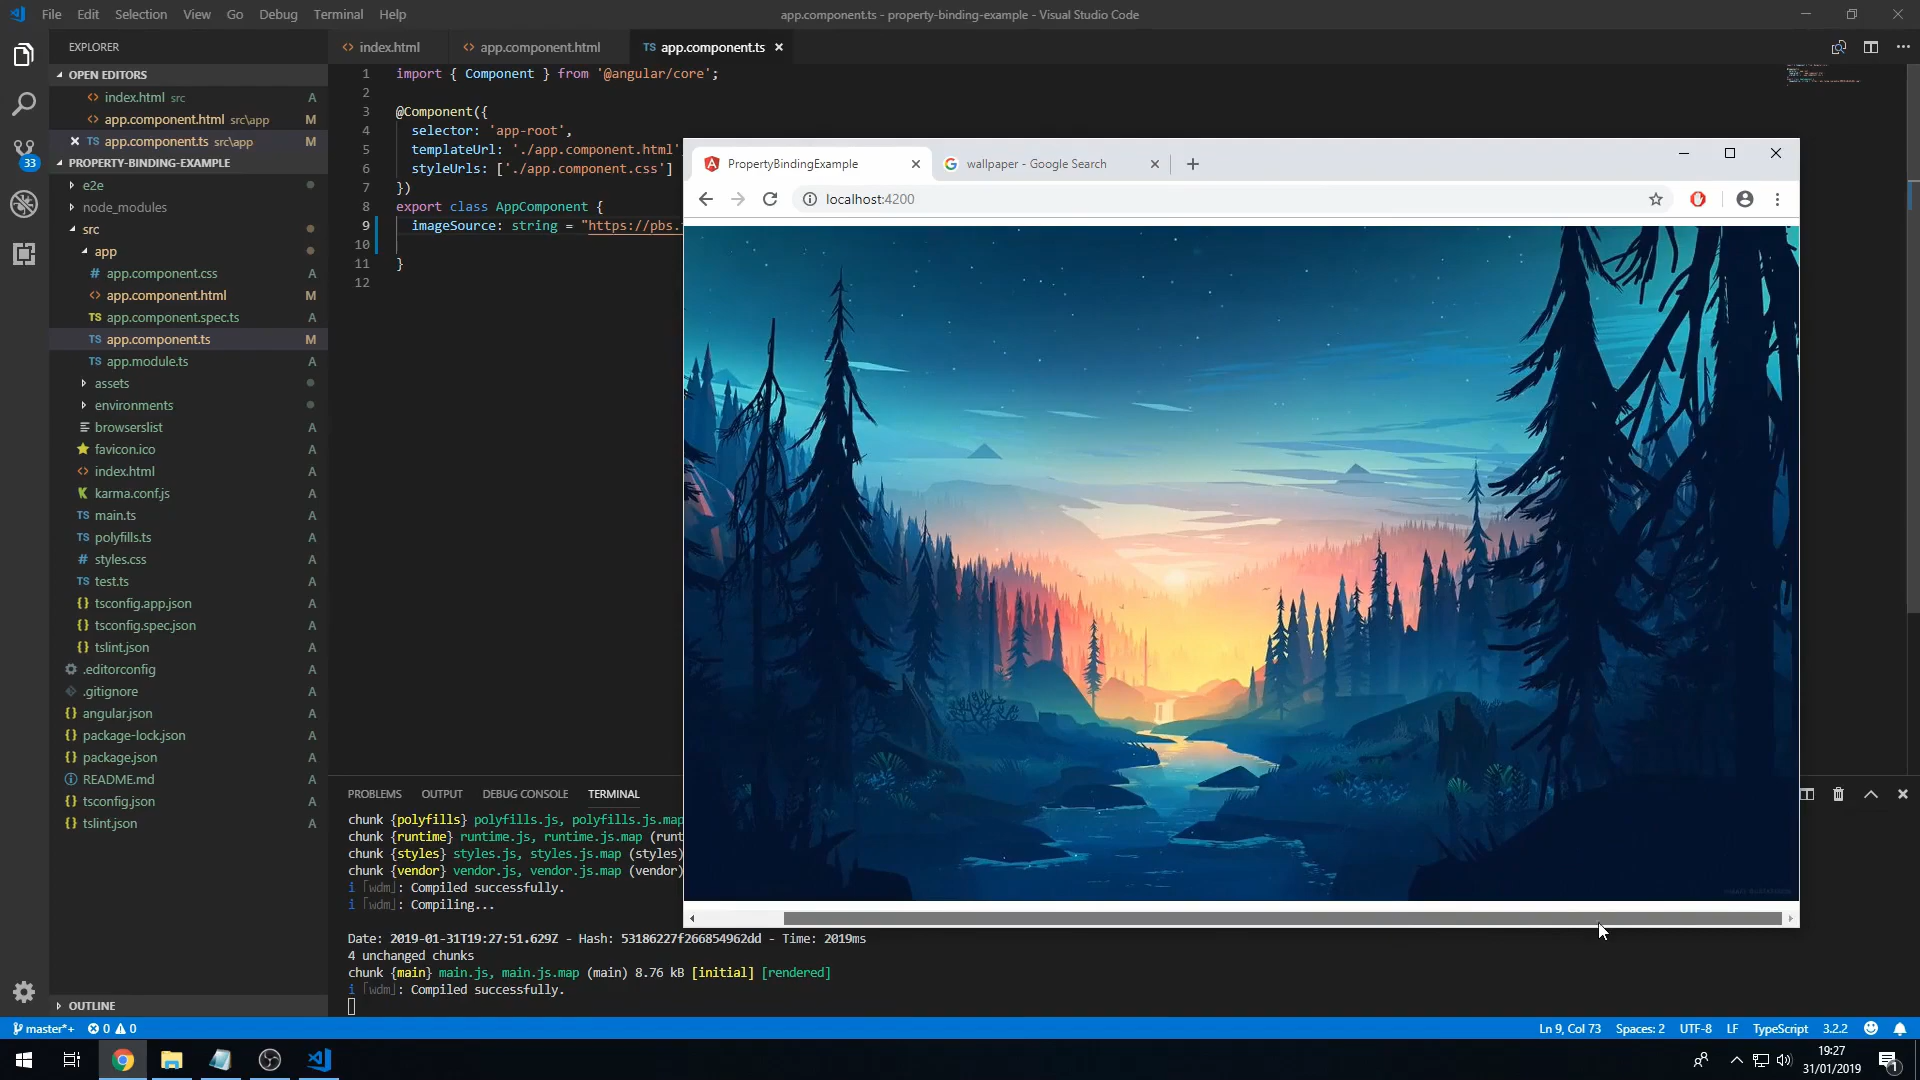 File Edit Selection View Go Debug Terminal Help
app.component.ts - property-binding-example - Visual Studio Code
EXPLORER
OPEN EDITORS
index.html src A
app.component.html src\app M
TS app.component.ts src\app M
33
PROPERTY-BINDING-EXAMPLE
e2e
node_modules
src
app
# app.component.css A
app.component.html M
TS app.component.spec.ts A
TS app.component.ts M
TS app.module.ts A
assets
environments
browserslist A
favicon.ico A
index.html A
karma.conf.js A
TS main.ts A
TS polyfills.ts A
# styles.css A
TS test.ts A
{} tsconfig.app.json A
{} tsconfig.spec.json A
{} tslint.json A
.editorconfig A
.gitignore A
{} angular.json A
{} package-lock.json A
{} package.json A
README.md A
{} tsconfig.json A
{} tslint.json A
OUTLINE
index.html
app.component.html
TS app.component.ts
1 import { Component } from '@angular/core';
2
3 @Component({
4 selector: 'app-root',
5 templateUrl: './app.component.html'
6 styleUrls: ['./app.component.css']
7 })
8 export class AppComponent {
9 imageSource: string = "https://pbs.
10
11 }
12
PropertyBindingExample
wallpaper - Google Search
localhost:4200
PROBLEMS OUTPUT DEBUG CONSOLE TERMINAL
chunk {polyfills} polyfills.js, polyfills.js.map
chunk {runtime} runtime.js, runtime.js.map (runt
chunk {styles} styles.js, styles.js.map (styles)
chunk {vendor} vendor.js, vendor.js.map (vendor)
i ｢wdm｣: Compiled successfully.
i ｢wdm｣: Compiling...
Date: 2019-01-31T19:27:51.629Z - Hash: 53186227f266854962dd - Time: 2019ms
4 unchanged chunks
chunk {main} main.js, main.js.map (main) 8.76 kB [initial] [rendered]
i ｢wdm｣: Compiled successfully.
master*+ 0 0
Ln 9, Col 73 Spaces: 2 UTF-8 LF TypeScript 3.2.2
19:27
31/01/2019
1